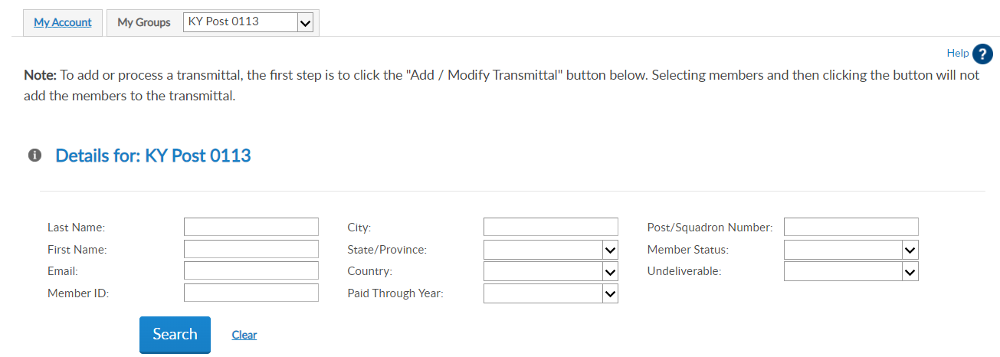 My Account My Groups KY Post 0113
Help ?
Note: To add or process a transmittal, the first step is to click the "Add / Modify Transmittal" button below. Selecting members and then clicking the button will not
add the members to the transmittal.
i Details for: KY Post 0113
Last Name: City: Post/Squadron Number:
First Name: State/Province: Member Status:
Email: Country: Undeliverable:
Member ID: Paid Through Year:
Search Clear